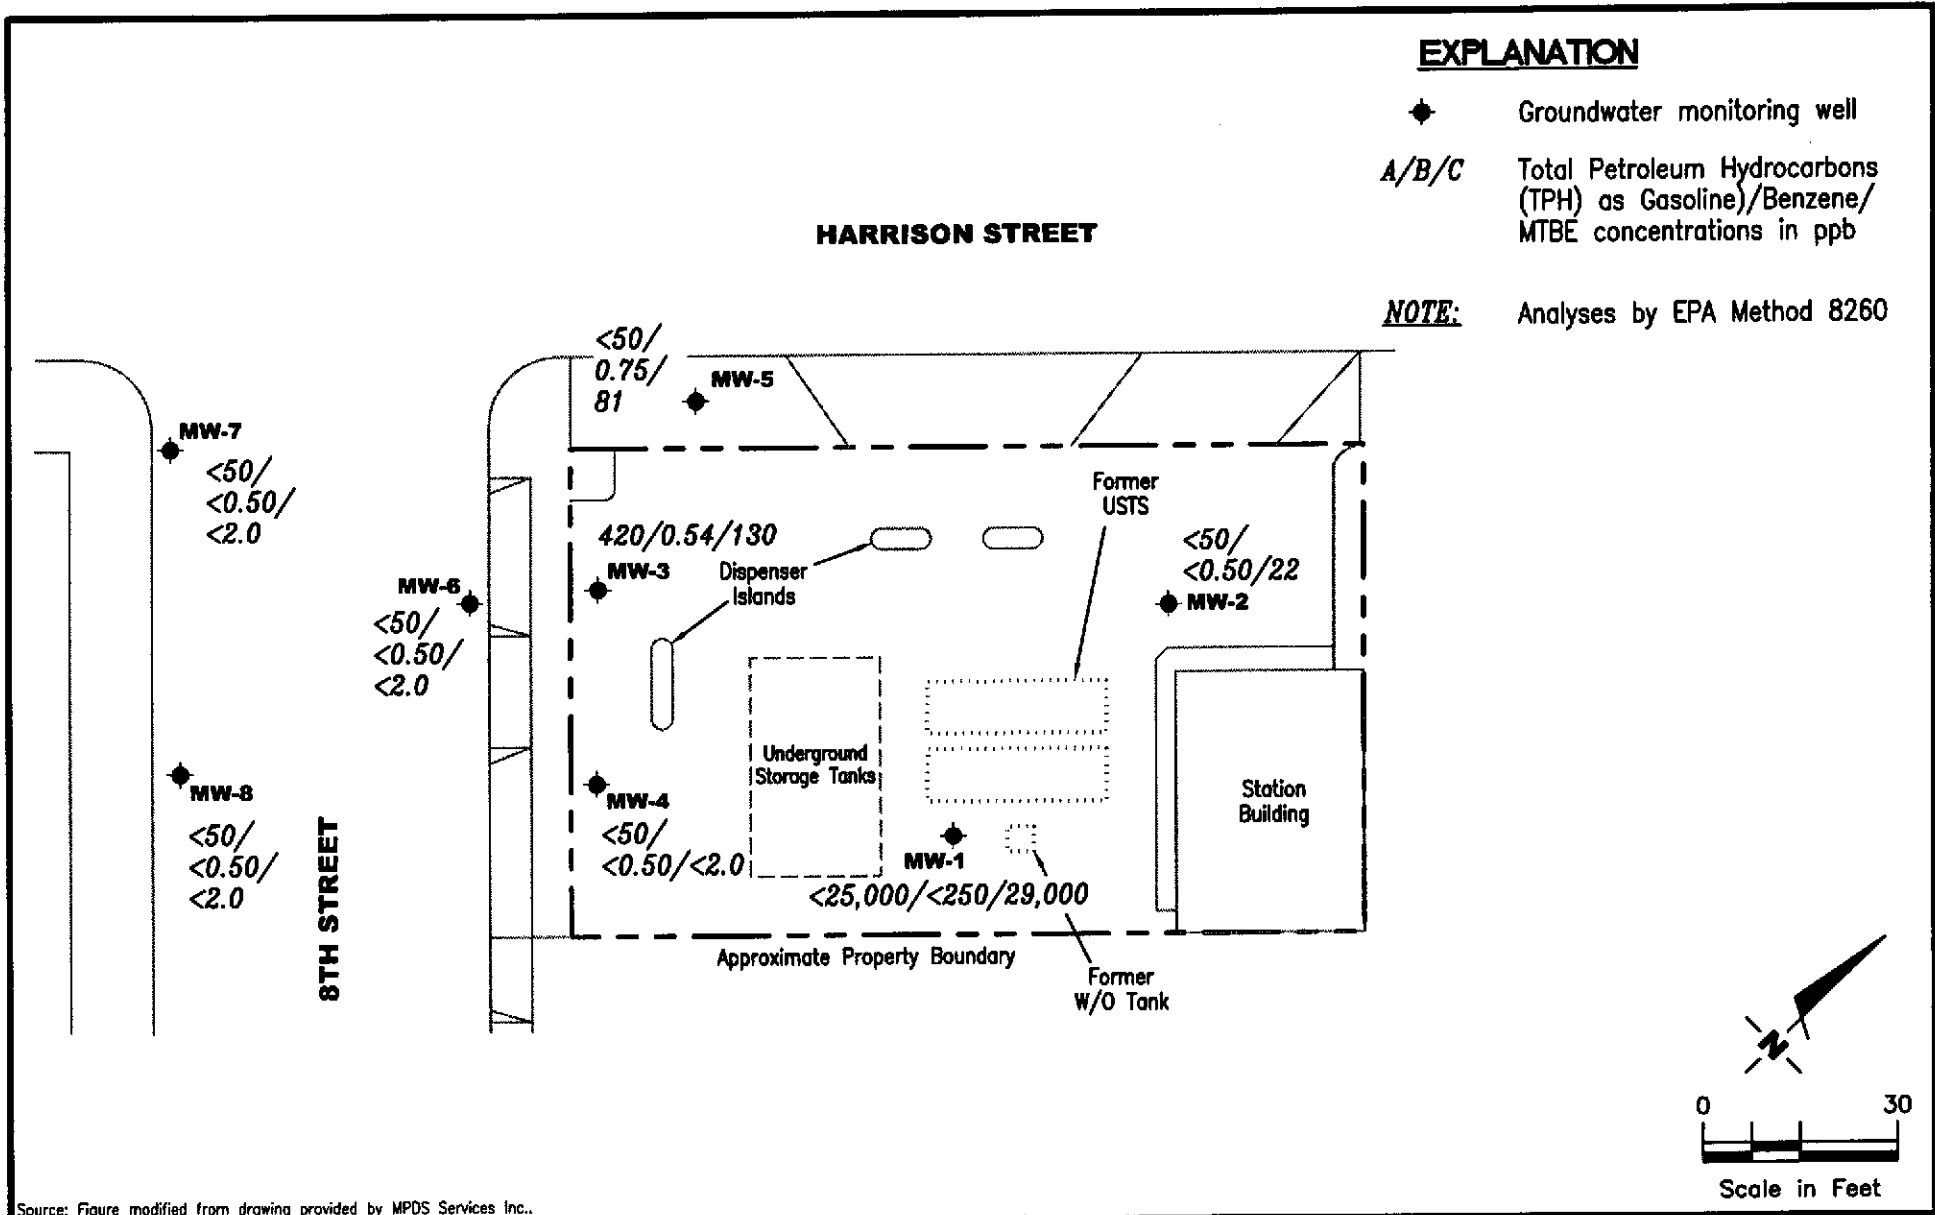 EXPLANATION
Groundwater monitoring well
A/B/C Total Petroleum Hydrocarbons
(TPH) as Gasoline)/Benzene/
MTBE concentrations in ppb
NOTE: Analyses by EPA Method 8260
HARRISON STREET
<50/
0.75/
81
MW-5
MW-7
<50/
<0.50/
<2.0
Former
USTS
420/0.54/130
MW-3
Dispenser
Islands
<50/
<0.50/22
MW-2
MW-6
<50/
<0.50/
<2.0
Underground
Storage Tanks
Station
Building
MW-8
<50/
<0.50/
<2.0
8TH STREET
MW-4
<50/
<0.50/<2.0
MW-1
<25,000/<250/29,000
Approximate Property Boundary
Former
W/O Tank
N
0 30
Scale in Feet
Source: Figure modified from drawing provided by MPDS Services Inc..